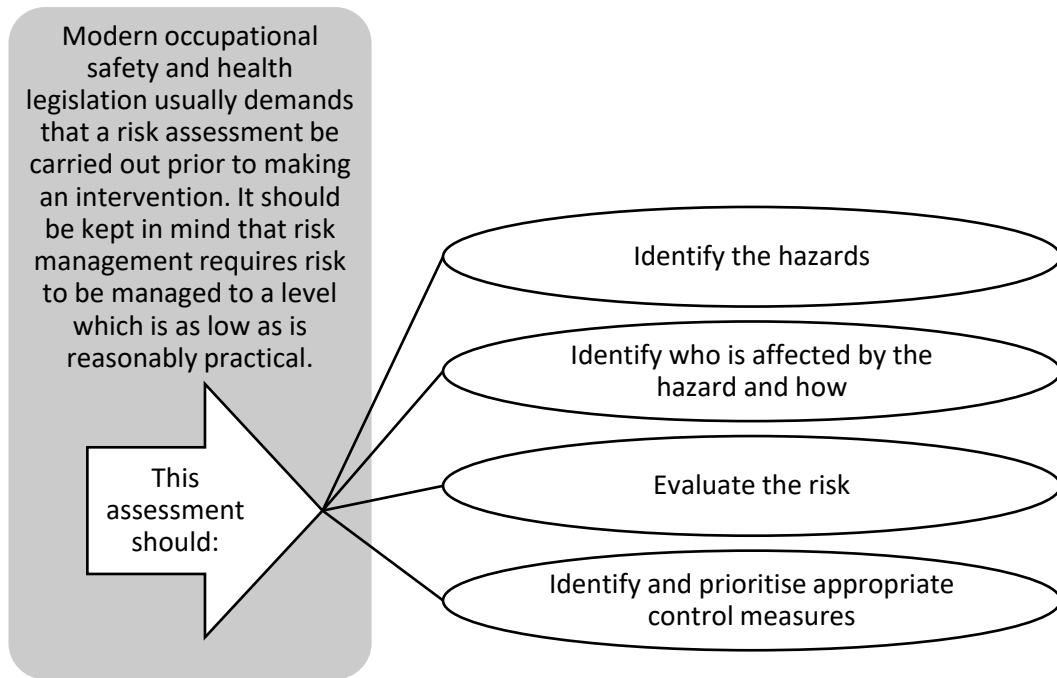 Modern occupational
safety and health
legislation usually demands
that a risk assessment be
carried out prior to making
an intervention. It should
be kept in mind that risk
management requires risk
to be managed to a level
which is as low as is
reasonably practical.
This
assessment
should:
Identify the hazards
Identify who is affected by the
hazard and how
Evaluate the risk
Identify and prioritise appropriate
control measures